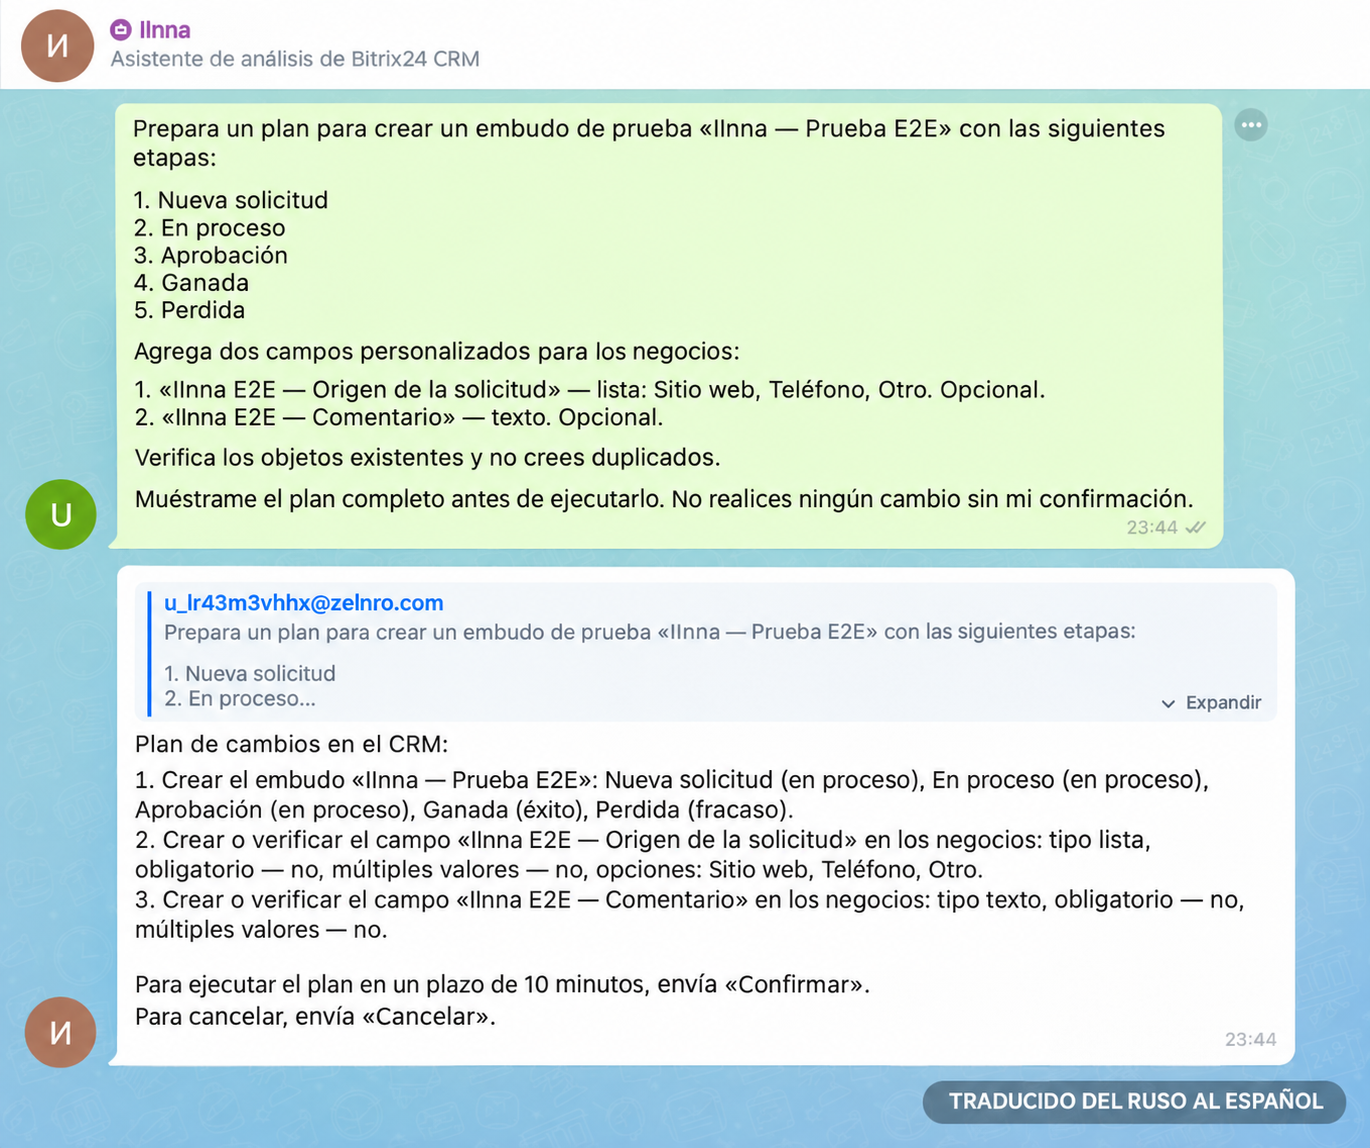 И
IInna
Asistente de análisis de Bitrix24 CRM
Prepara un plan para crear un embudo de prueba «IInna — Prueba E2E» con las siguientes
etapas:
1. Nueva solicitud
2. En proceso
3. Aprobación
4. Ganada
5. Perdida
Agrega dos campos personalizados para los negocios:
1. «IInna E2E — Origen de la solicitud» — lista: Sitio web, Teléfono, Otro. Opcional.
2. «IInna E2E — Comentario» — texto. Opcional.
Verifica los objetos existentes y no crees duplicados.
Muéstrame el plan completo antes de ejecutarlo. No realices ningún cambio sin mi confirmación.
23:44
U
u_lr43m3vhhx@zelnro.com
Prepara un plan para crear un embudo de prueba «IInna — Prueba E2E» con las siguientes etapas:
1. Nueva solicitud
2. En proceso...
Expandir
Plan de cambios en el CRM:
1. Crear el embudo «IInna — Prueba E2E»: Nueva solicitud (en proceso), En proceso (en proceso),
Aprobación (en proceso), Ganada (éxito), Perdida (fracaso).
2. Crear o verificar el campo «IInna E2E — Origen de la solicitud» en los negocios: tipo lista,
obligatorio — no, múltiples valores — no, opciones: Sitio web, Teléfono, Otro.
3. Crear o verificar el campo «IInna E2E — Comentario» en los negocios: tipo texto, obligatorio — no,
múltiples valores — no.
Para ejecutar el plan en un plazo de 10 minutos, envía «Confirmar».
Para cancelar, envía «Cancelar».
23:44
И
TRADUCIDO DEL RUSO AL ESPAÑOL